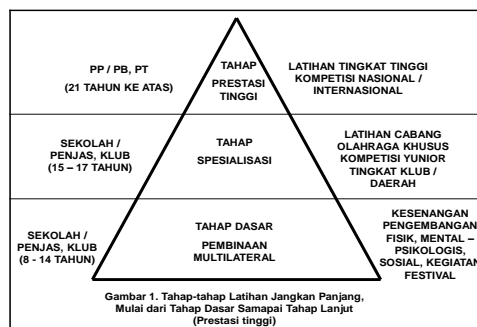 PP / PB, PT
(21 TAHUN KE ATAS)
TAHAP
PRESTASI
TINGGI
LATIHAN TINGKAT TINGGI
KOMPETISI NASIONAL /
INTERNASIONAL
SEKOLAH /
PENJAS, KLUB
(15 – 17 TAHUN)
TAHAP
SPESIALISASI
LATIHAN CABANG
OLAHRAGA KHUSUS
KOMPETISI YUNIOR
TINGKAT KLUB /
DAERAH
SEKOLAH /
PENJAS, KLUB
(8 - 14 TAHUN)
TAHAP DASAR
PEMBINAAN
MULTILATERAL
KESENANGAN
PENGEMBANGAN
FISIK, MENTAL –
PSIKOLOGIS,
SOSIAL, KEGIATAN
FESTIVAL
Gambar 1. Tahap-tahap Latihan Jangkan Panjang,
Mulai dari Tahap Dasar Samapai Tahap Lanjut
(Prestasi tinggi)